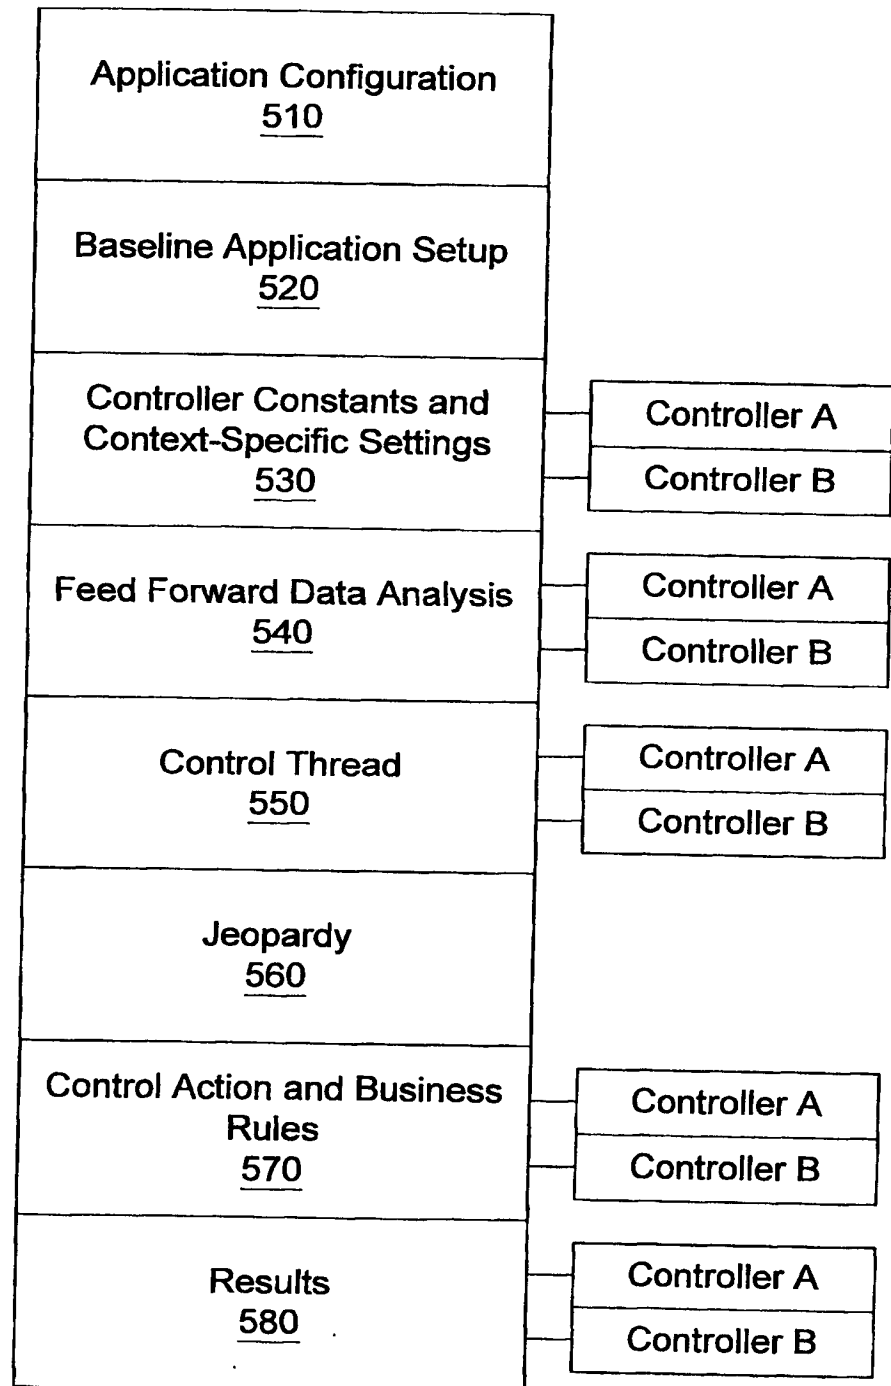 Application Configuration
510
Baseline Application Setup
520
Controller Constants and
Context-Specific Settings
530
Controller A
Controller B
Feed Forward Data Analysis
540
Controller A
Controller B
Control Thread
550
Controller A
Controller B
Jeopardy
560
Control Action and Business
Rules
570
Controller A
Controller B
Results
580
Controller A
Controller B